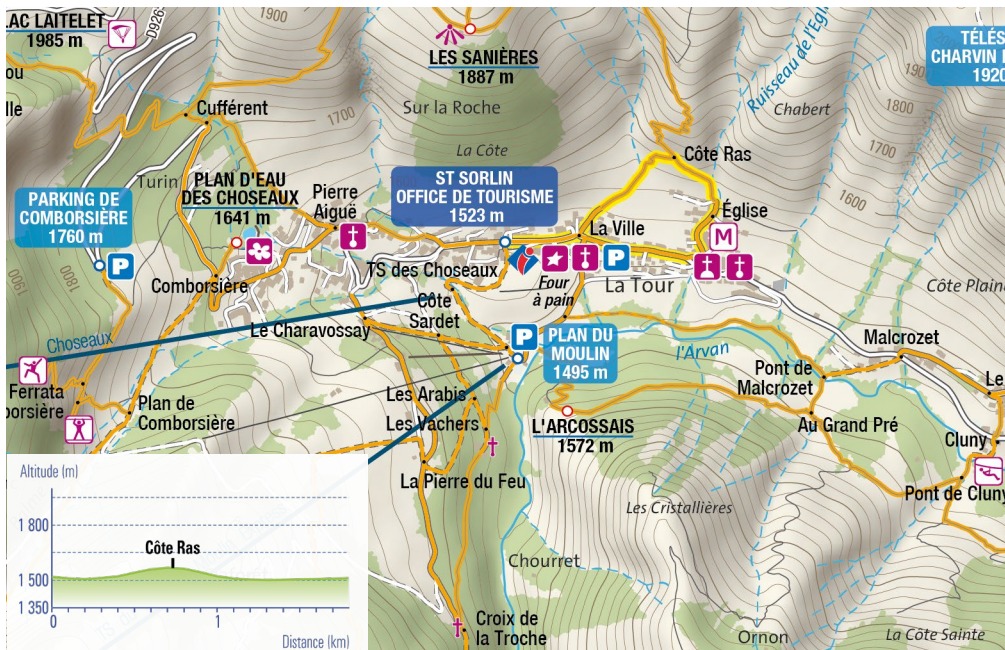 LAC LAITELET
1985 m
D926
1900
LES SANIÈRES
1887 m
Ruisseau de l'Egl
TÉLÉS
CHARVIN
1920
ou
lle
Cufférent
1700
Sur la Roche
Chabert
1900
1800
La Côte
Côte Ras
Turin
PLAN D'EAU
DES CHOSEAUX
1641 m
Pierre
Aiguë
ST SORLIN
OFFICE DE TOURISME
1523 m
1600
PARKING DE
COMBORSIÈRE
1760 m
P
La Ville
Église
M
TS des Choseaux
P
1900
1800
Comborsière
Four
à pain
La Tour
Côte Plaine
Côte
Sardet
Le Charavossay
P
PLAN DU
MOULIN
1495 m
l'Arvan
Malcrozet
Choseaux
Pont de
Malcrozet
Ferrata
borsière
Plan de
Comborsière
Les Arabis
Les Vachers
L'ARCOSSAIS
1572 m
Le
Au Grand Pré
Cluny
La Pierre du Feu
Pont de Cluny
Les Cristallières
Chourret
Croix de
la Troche
Ornon
La Côte Sainte
Altitude (m)
1 800
Côte Ras
1 500
1 350
0
1
Distance (km)